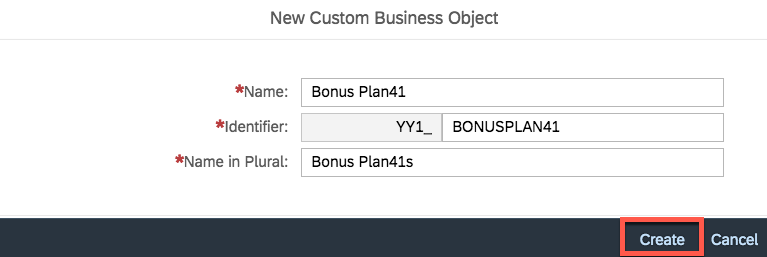 New Custom Business Object
*Name: Bonus Plan41
*Identifier: YY1_ BONUSPLAN41
*Name in Plural: Bonus Plan41s
Create Cancel